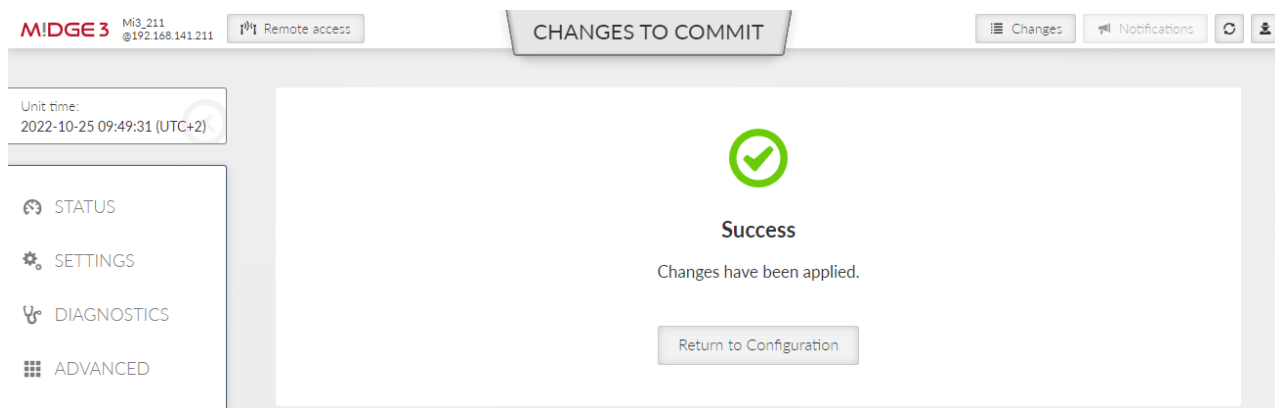 M!DGE 3
Mi3_211
@192.168.141.211
Remote access
CHANGES TO COMMIT
Changes
Notifications
Unit time:
2022-10-25 09:49:31 (UTC+2)
STATUS
SETTINGS
DIAGNOSTICS
ADVANCED
Success
Changes have been applied.
Return to Configuration